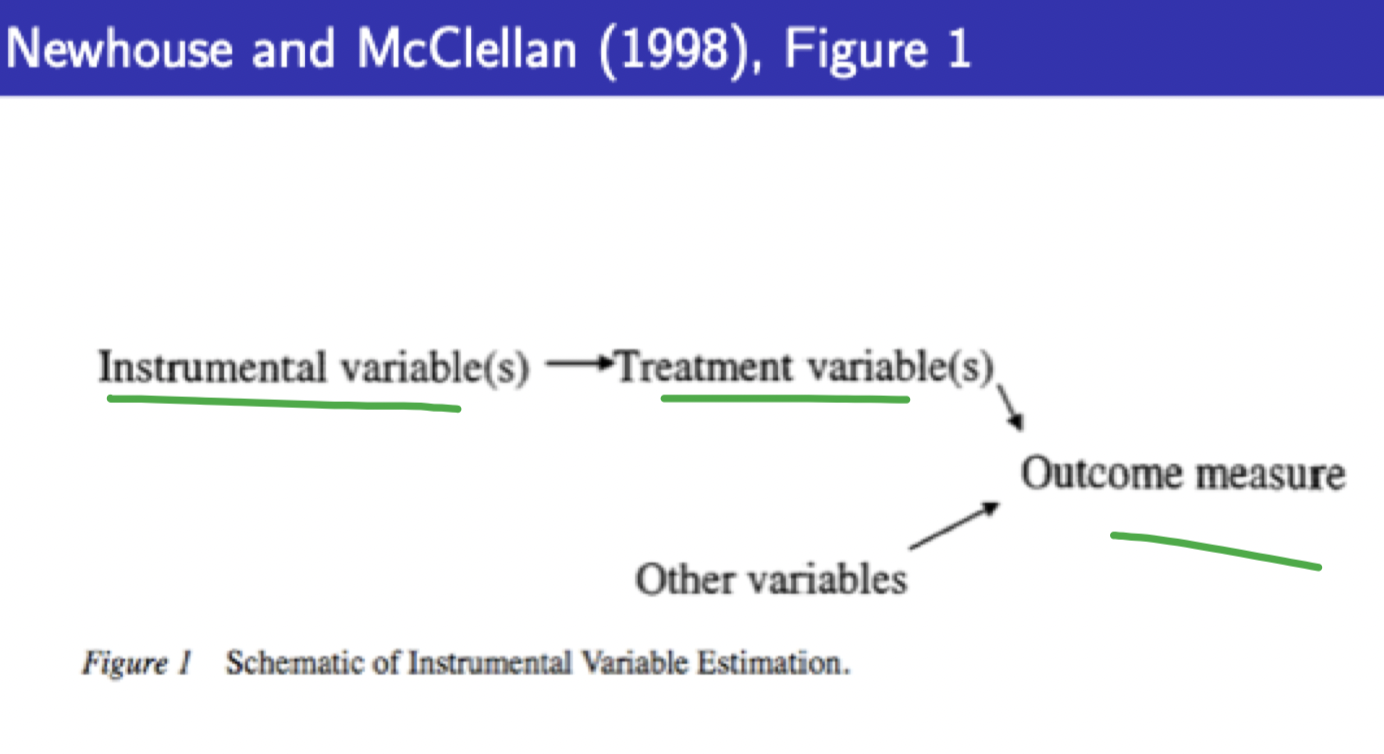 Newhouse and McClellan (1998), Figure 1
Instrumental variable(s) Treatment variable(s)
Outcome measure
Other variables
Figure 1 Schematic of Instrumental Variable Estimation.